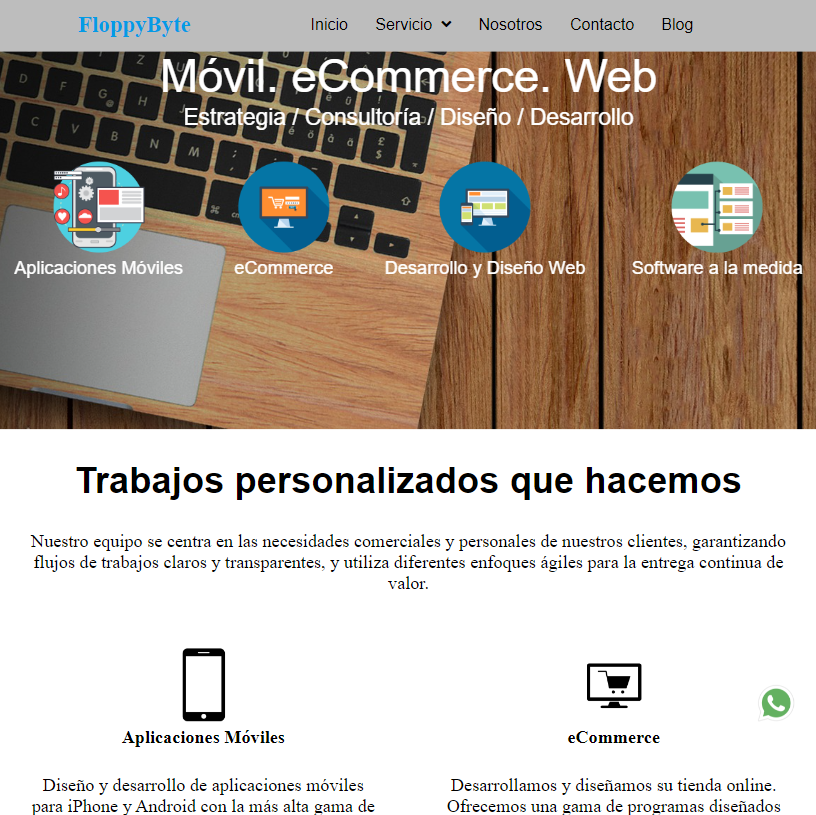 FloppyByte Inicio Servicio Nosotros Contacto Blog
Móvil. eCommerce. Web
Estrategia / Consultoría / Diseño / Desarrollo
Aplicaciones Móviles eCommerce Desarrollo y Diseño Web Software a la medida
Trabajos personalizados que hacemos
Nuestro equipo se centra en las necesidades comerciales y personales de nuestros clientes, garantizando
flujos de trabajos claros y transparentes, y utiliza diferentes enfoques ágiles para la entrega continua de
valor.
Aplicaciones Móviles
Diseño y desarrollo de aplicaciones móviles
para iPhone y Android con la más alta gama de
eCommerce
Desarrollamos y diseñamos su tienda online.
Ofrecemos una gama de programas diseñados